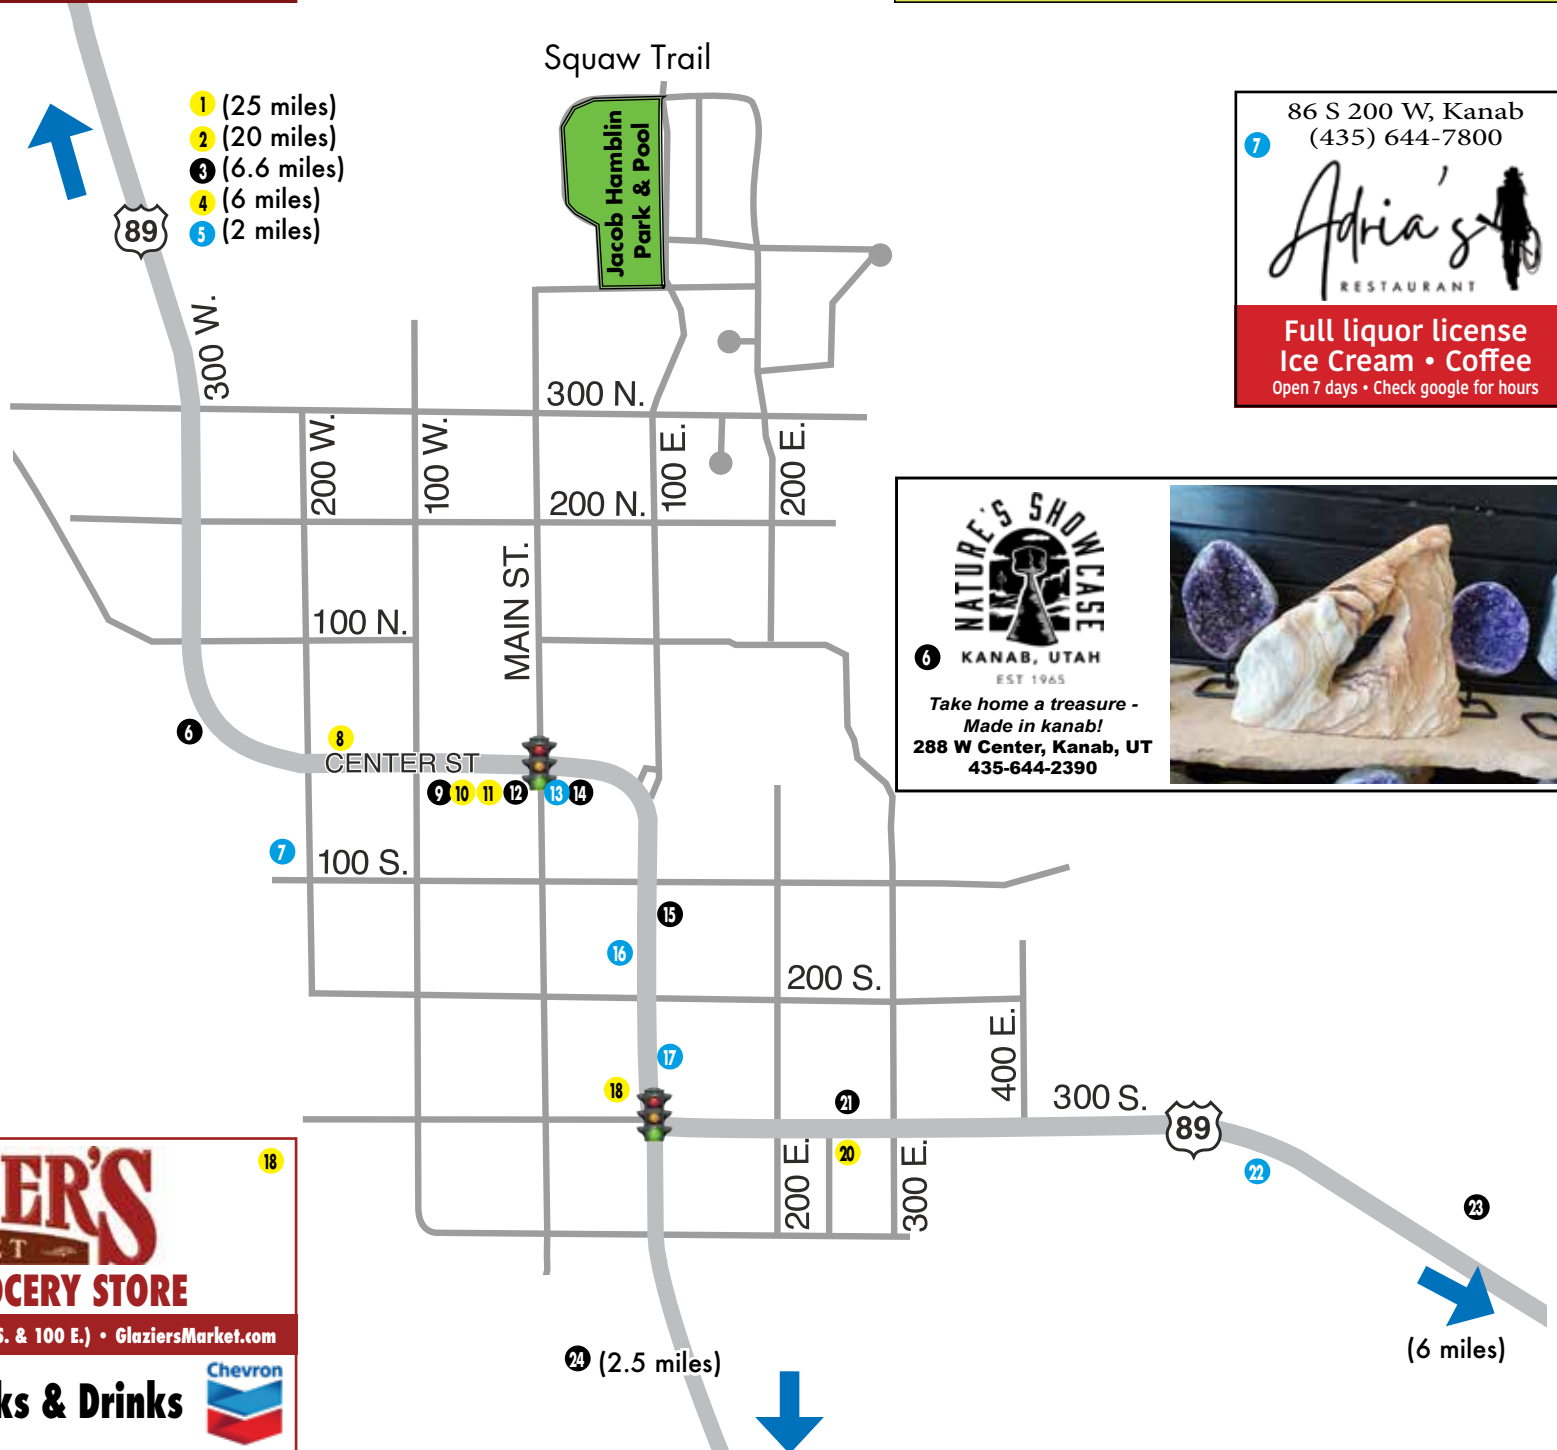 Squaw Trail
1 (25 miles)
2 (20 miles)
3 (6.6 miles)
4 (6 miles)
5 (2 miles)
89
Jacob Hamblin
Park & Pool
300 W.
200 W.
100 W.
MAIN ST.
100 E.
200 E.
300 N.
200 N.
100 N.
6
8
CENTER ST
9 10 11 12 13 14
7
100 S.
15
16
200 S.
17
18
400 E.
21
300 S.
89
20
200 E.
300 E.
22
23
(6 miles)
24 (2.5 miles)
86 S 200 W, Kanab
(435) 644-7800
7
Adria's
RESTAURANT
Full liquor license
Ice Cream • Coffee
Open 7 days • Check google for hours
NATURE'S SHOWCASE
6
KANAB, UTAH
EST 1965
Take home a treasure -
Made in kanab!
288 W Center, Kanab, UT
435-644-2390
18
ER'S
ET
OCERY STORE
S. & 100 E.) • GlaziersMarket.com
ks & Drinks
Chevron